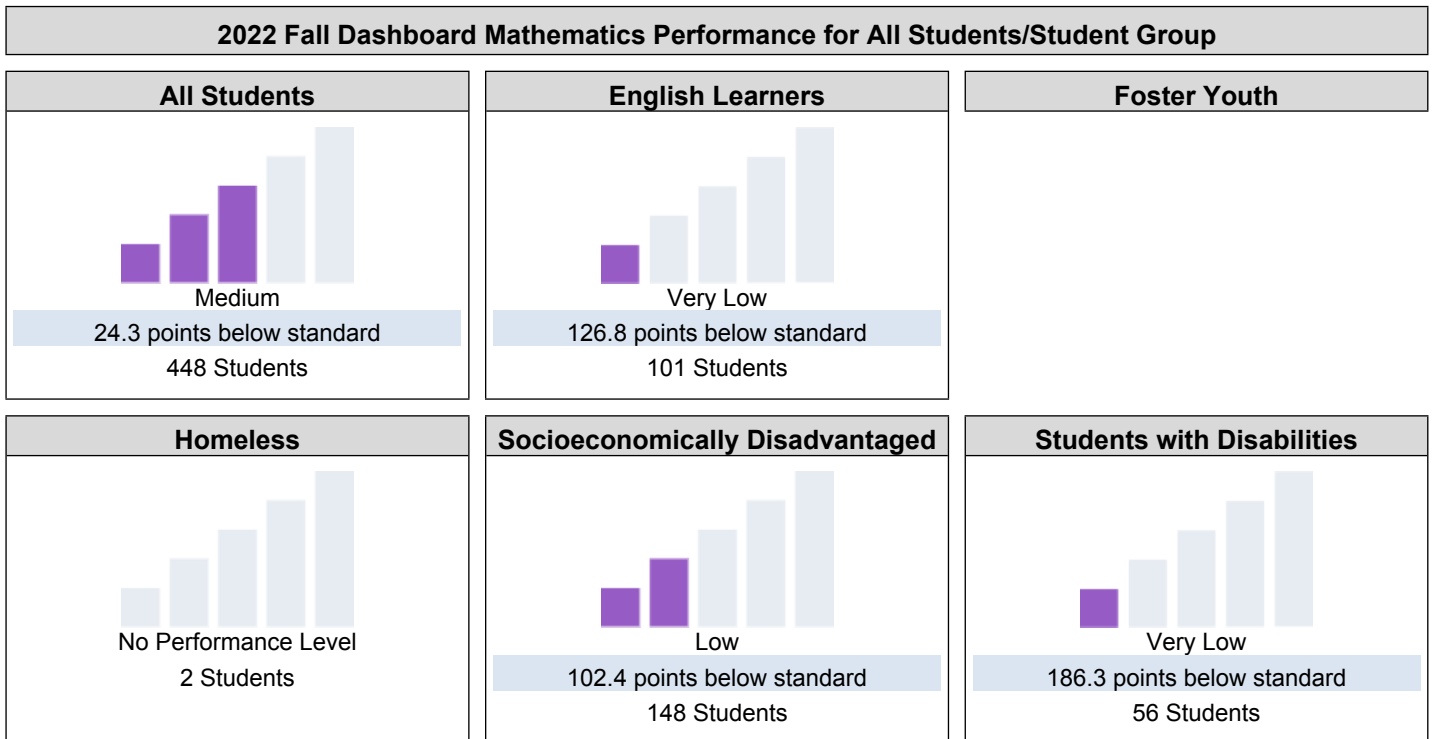 2022 Fall Dashboard Mathematics Performance for All Students/Student Group
All Students
Medium
24.3 points below standard
448 Students
English Learners
Very Low
126.8 points below standard
101 Students
Foster Youth
Homeless
No Performance Level
2 Students
Socioeconomically Disadvantaged
Low
102.4 points below standard
148 Students
Students with Disabilities
Very Low
186.3 points below standard
56 Students